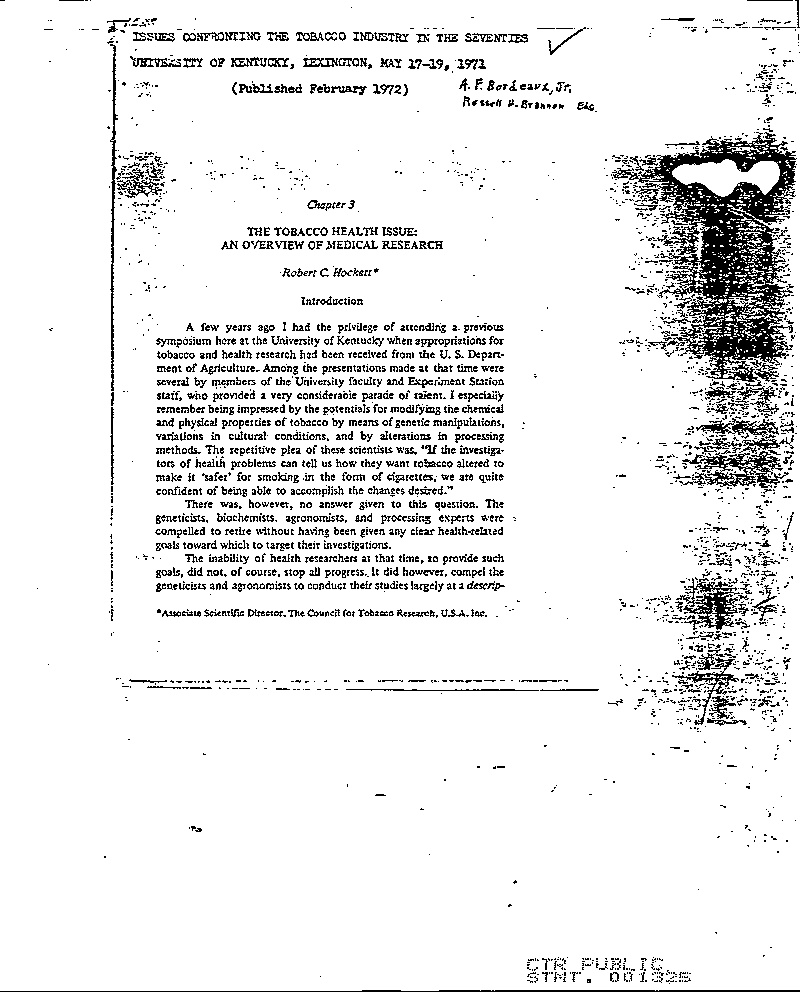 ISSUES CONFRONTING THE TOBACCO INDUSTRY IN THE SEVENTIES
UNIVERSITY OF KENTUCKY, LEXINGTON, MAY 17-19, 1971
(Published February 1972)
A. F. Bordeaux, Jr.
Russell H. Brannon Eds.
Chapter 3
THE TOBACCO HEALTH ISSUE:
AN OVERVIEW OF MEDICAL RESEARCH
Robert C. Hockett*
Introduction
A few years ago I had the privilege of attending a previous
symposium here at the University of Kentucky when appropriations for
tobacco and health research had been received from the U. S. Depart-
ment of Agriculture. Among the presentations made at that time were
several by members of the University faculty and Experiment Station
staff, who provided a very considerable parade of talent. I especially
remember being impressed by the potentials for modifying the chemical
and physical properties of tobacco by means of genetic manipulations,
variations in cultural conditions, and by alterations in processing
methods. The repetitive plea of these scientists was, "If the investiga-
tors of health problems can tell us how they want tobacco altered to
make it 'safer' for smoking in the form of cigarettes, we are quite
confident of being able to accomplish the changes desired."
There was, however, no answer given to this question. The
geneticists, biochemists, agronomists, and processing experts were
compelled to retire without having been given any clear health-related
goals toward which to target their investigations.
The inability of health researchers at that time, to provide such
goals, did not, of course, stop all progress. It did however, compel the
geneticists and agronomists to conduct their studies largely at a descrip-
*Associate Scientific Director, The Council for Tobacco Research, U.S.A. Inc.
CTR PUBLIC
STMT. 001325